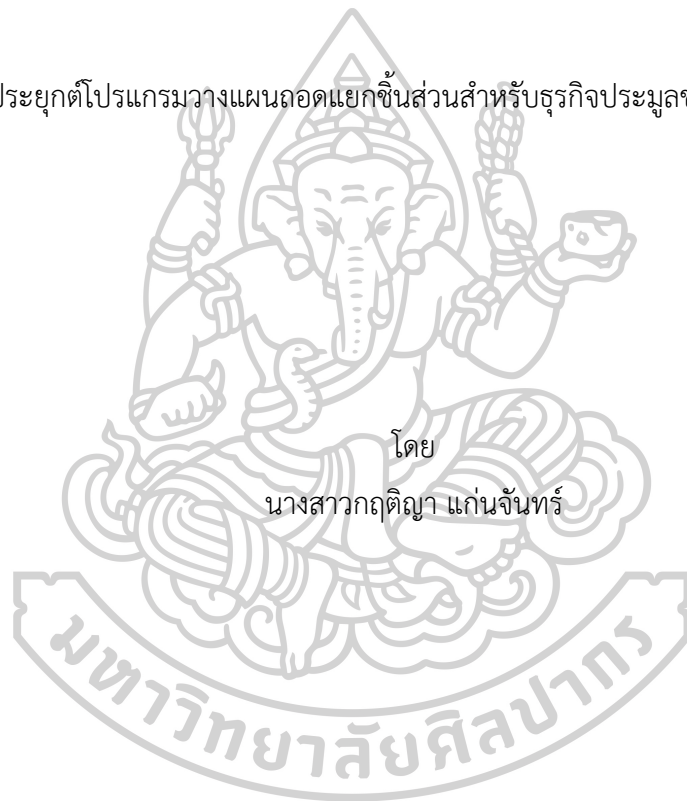 ประยุกต์โปรแกรมวางแผนถอดแยกชิ้นส่วนสำหรับธุรกิจประมูล
โดย
นางสาวกฤติญา แก่นจันทร์
มหาวิทยาลัยศิลปากร